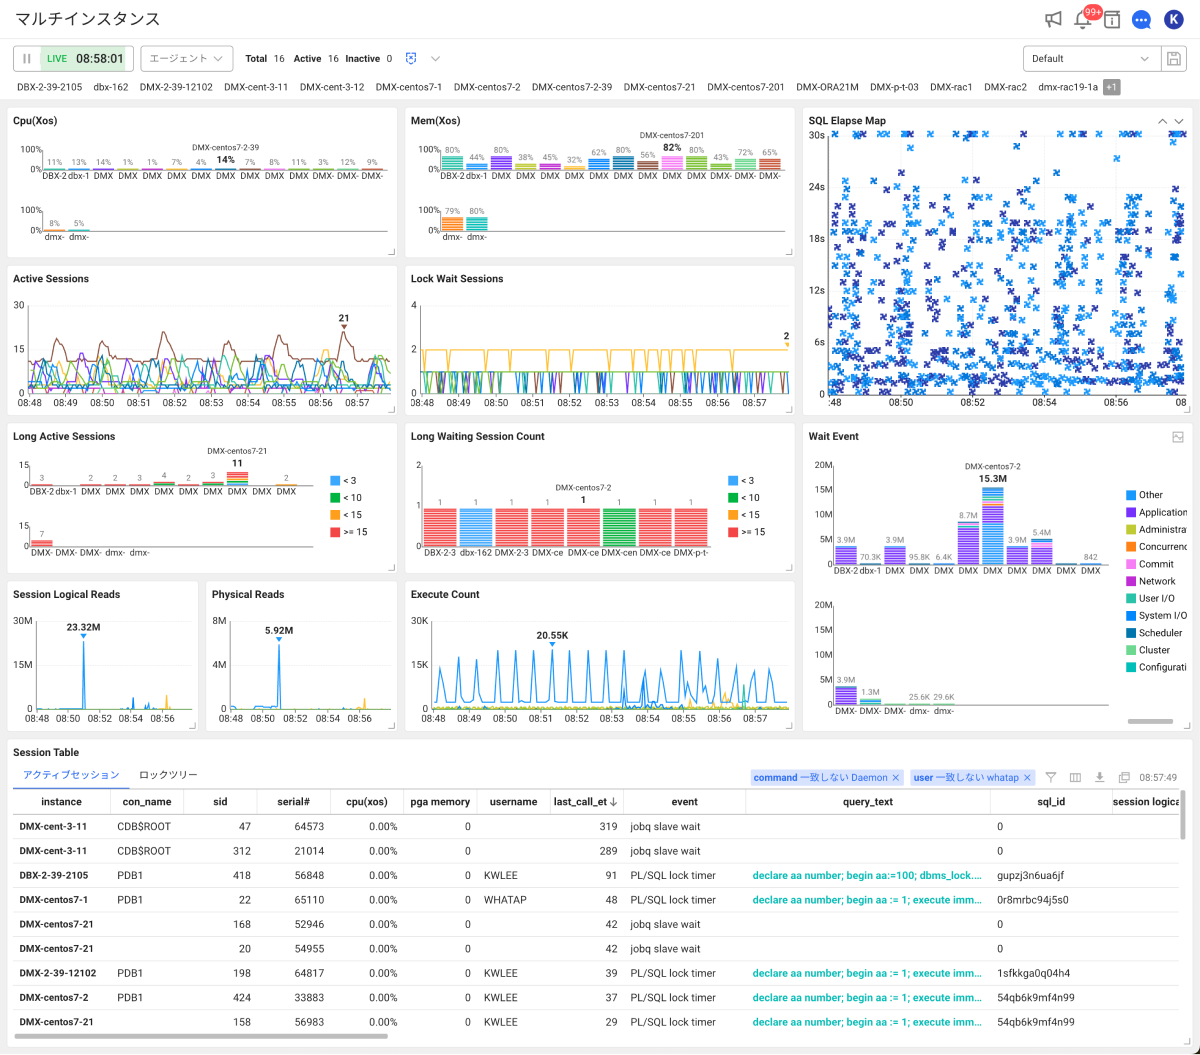 マルチインスタンス
99+
K
LIVE 08:58:01 エージェント Total 16 Active 16 Inactive 0 Default
DBX-2-39-2105 dbx-162 DMX-2-39-12102 DMX-cent-3-11 DMX-cent-3-12 DMX-centos7-1 DMX-centos7-2 DMX-centos7-2-39 DMX-centos7-21 DMX-centos7-201 DMX-ORA21M DMX-p-t-03 DMX-rac1 DMX-rac2 dmx-rac19-1a +1
Cpu(Xos)
DMX-centos7-2-39
100% 11% 13% 14% 1% 1% 7% 4% 14% 7% 8% 11% 3% 12% 9%
0%
DBX-2 dbx-1 DMX DMX DMX DMX DMX DMX DMX DMX DMX- DMX- DMX- DMX-
100% 8% 5%
0%
dmx- dmx-
Mem(Xos)
DMX-centos7-201
100% 80% 44% 80% 38% 45% 32% 62% 80% 56% 82% 80% 43% 72% 65%
0%
DBX-2 dbx-1 DMX DMX DMX DMX DMX DMX DMX DMX DMX- DMX- DMX- DMX-
100% 79% 80%
0%
dmx- dmx-
SQL Elapse Map
30s
24s
18s
12s
6s
0
:48 08:50 08:52 08:54 08:56 08
Active Sessions
30
21
15
0
08:48 08:49 08:50 08:51 08:52 08:53 08:54 08:55 08:56 08:57
Lock Wait Sessions
4
2
2
1
0
08:48 08:49 08:50 08:51 08:52 08:53 08:54 08:55 08:56 08:57
Long Active Sessions
DMX-centos7-21
11
15
3 2 2 3 4 2 3 2
0
DBX-2 dbx-1 DMX DMX DMX DMX DMX DMX DMX DMX DMX
15
7
0
DMX- DMX- DMX- dmx- dmx-
< 3
< 10
< 15
>= 15
Long Waiting Session Count
2
DMX-centos7-2
1
1 1 1 1 1 1 1 1
0
DBX-2-3 dbx-162 DMX-2-3 DMX-ce DMX-ce DMX-cen DMX-ce DMX-p-t-
< 3
< 10
< 15
>= 15
Wait Event
20M
DMX-centos7-2
15.3M
15M
10M
8.7M
5M
3.9M 70.3K 3.9M 95.8K 6.4K 3.9M 5.4M 842
0
DBX-2 dbx-1 DMX DMX DMX DMX DMX DMX DMX DMX DMX
20M
15M
10M
5M
3.9M 1.3M 25.6K 29.6K
0
DMX- DMX- DMX- dmx- dmx-
Other
Application
Administra
Concurrenc
Commit
Network
User I/O
System I/O
Scheduler
Cluster
Configurati
Session Logical Reads
30M
23.32M
15M
0
08:48 08:50 08:52 08:54 08:56
Physical Reads
8M
5.92M
4M
0
08:48 08:50 08:52 08:54 08:56
Execute Count
30K
20.55K
15K
0
08:48 08:49 08:50 08:51 08:52 08:53 08:54 08:55 08:56 08:57
Session Table
アクティブセッション ロックツリー command 一致しない Daemon × user 一致しない whatap × 08:57:49
instance con_name sid serial# cpu(xos) pga memory username last_call_et ↓ event query_text sql_id session logica
DMX-cent-3-11 CDB$ROOT 47 64573 0.00% 0 319 jobq slave wait 0
DMX-cent-3-11 CDB$ROOT 312 21014 0.00% 0 289 jobq slave wait 0
DBX-2-39-2105 PDB1 418 56848 0.00% 0 KWLEE 91 PL/SQL lock timer declare aa number; begin aa:=100; dbms_lock.... gupzj3n6ua6jf
DMX-centos7-1 PDB1 22 65110 0.00% 0 WHATAP 48 PL/SQL lock timer declare aa number; begin aa := 1; execute imm... 0r8mrbc94j5s0
DMX-centos7-21 168 52946 0.00% 0 42 jobq slave wait 0
DMX-centos7-21 20 54955 0.00% 0 42 jobq slave wait 0
DMX-2-39-12102 PDB1 198 64817 0.00% 0 KWLEE 39 PL/SQL lock timer declare aa number; begin aa := 1; execute imm... 1sfkkga0q04h4
DMX-centos7-2 PDB1 424 33883 0.00% 0 KWLEE 37 PL/SQL lock timer declare aa number; begin aa := 1; execute imm... 54qb6k9mf4n99
DMX-centos7-21 158 56983 0.00% 0 KWLEE 29 PL/SQL lock timer declare aa number; begin aa := 1; execute imm... 54qb6k9mf4n99